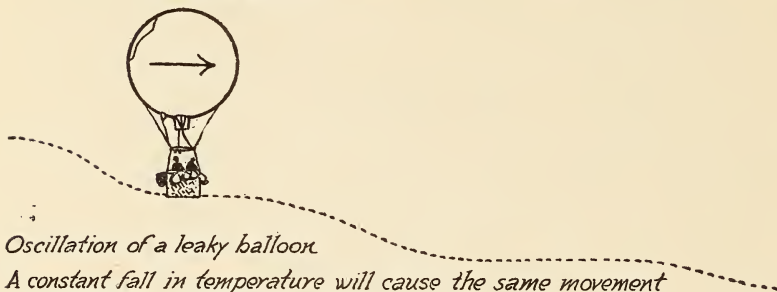 Oscillation of a leaky balloon
A constant fall in temperature will cause the same movement